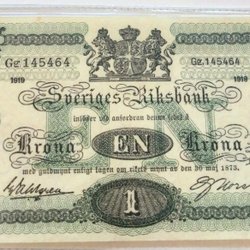 Gz.145464 Gz.145464
1919 1919
Sveriges Riksbank
inlöser vid anfordran denna sedel å
Krona EN Krona
med guldmynt enligt lagen om rikets mynt av den 30 maj 1873.
1